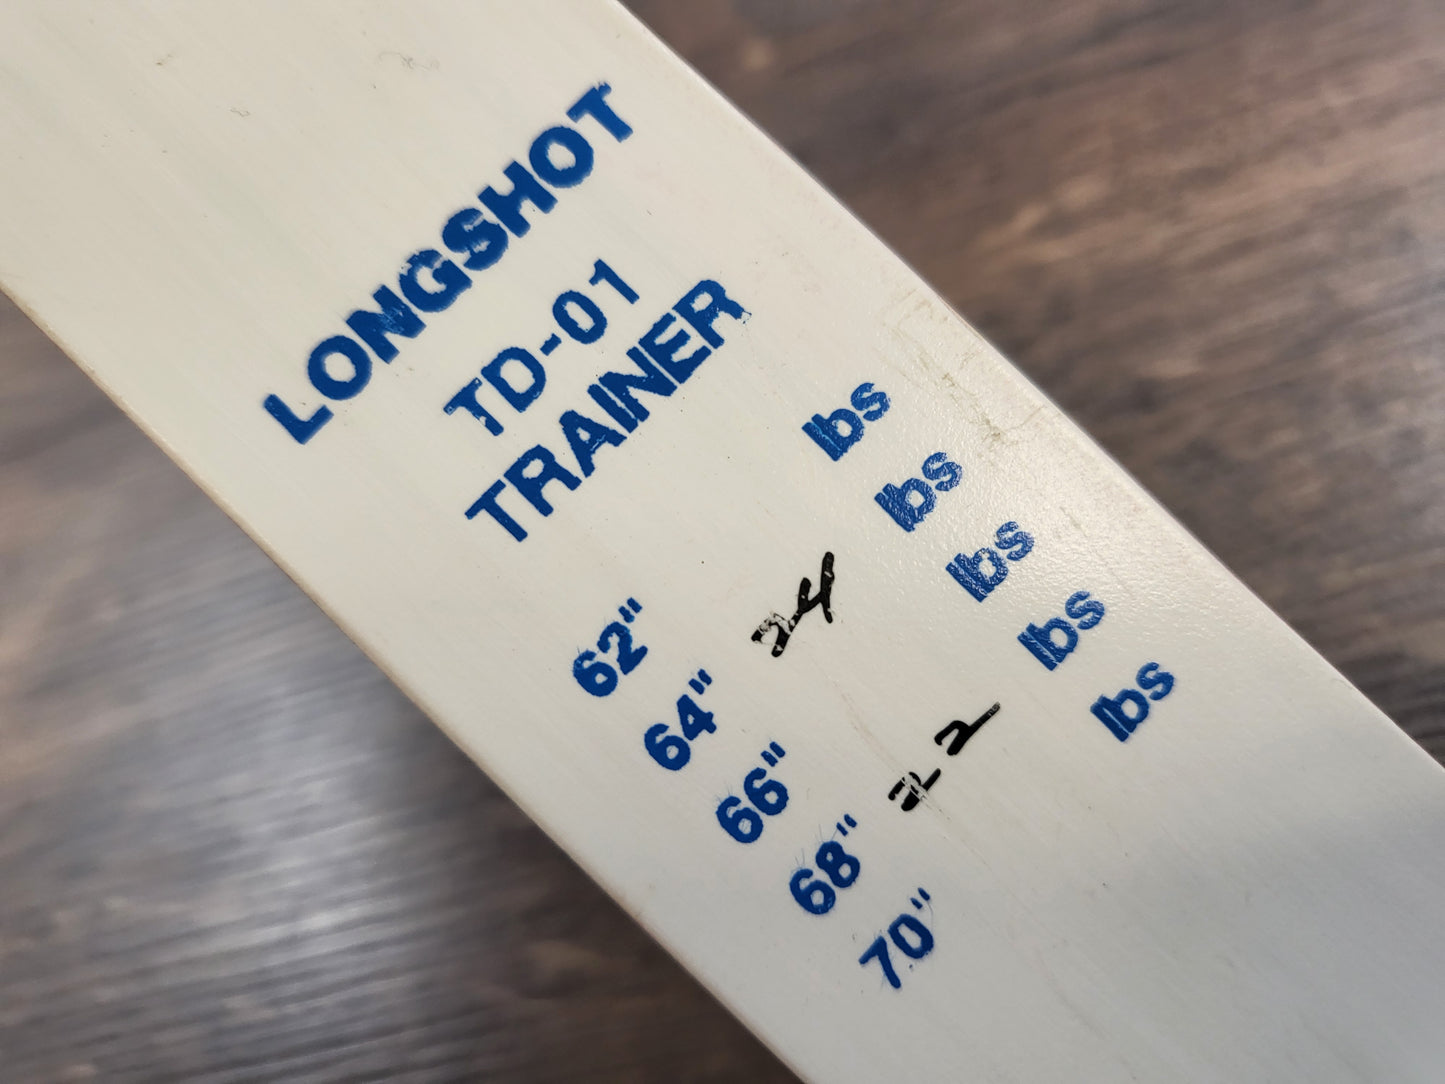 LONGSHOT
TD-01
TRAINER
62" lbs
64" 24 lbs
66" lbs
68" 22 lbs
70" lbs